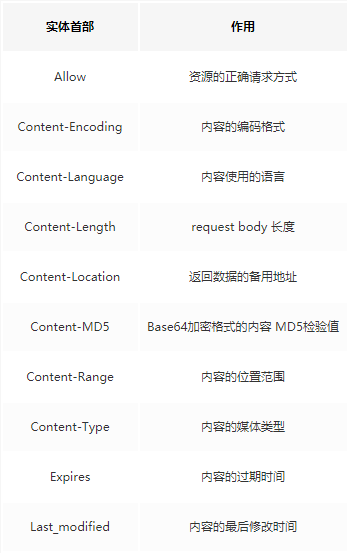 实体首部 作用
Allow 资源的正确请求方式
Content-Encoding 内容的编码格式
Content-Language 内容使用的语言
Content-Length request body 长度
Content-Location 返回数据的备用地址
Content-MD5 Base64加密格式的内容 MD5检验值
Content-Range 内容的位置范围
Content-Type 内容的媒体类型
Expires 内容的过期时间
Last_modified 内容的最后修改时间